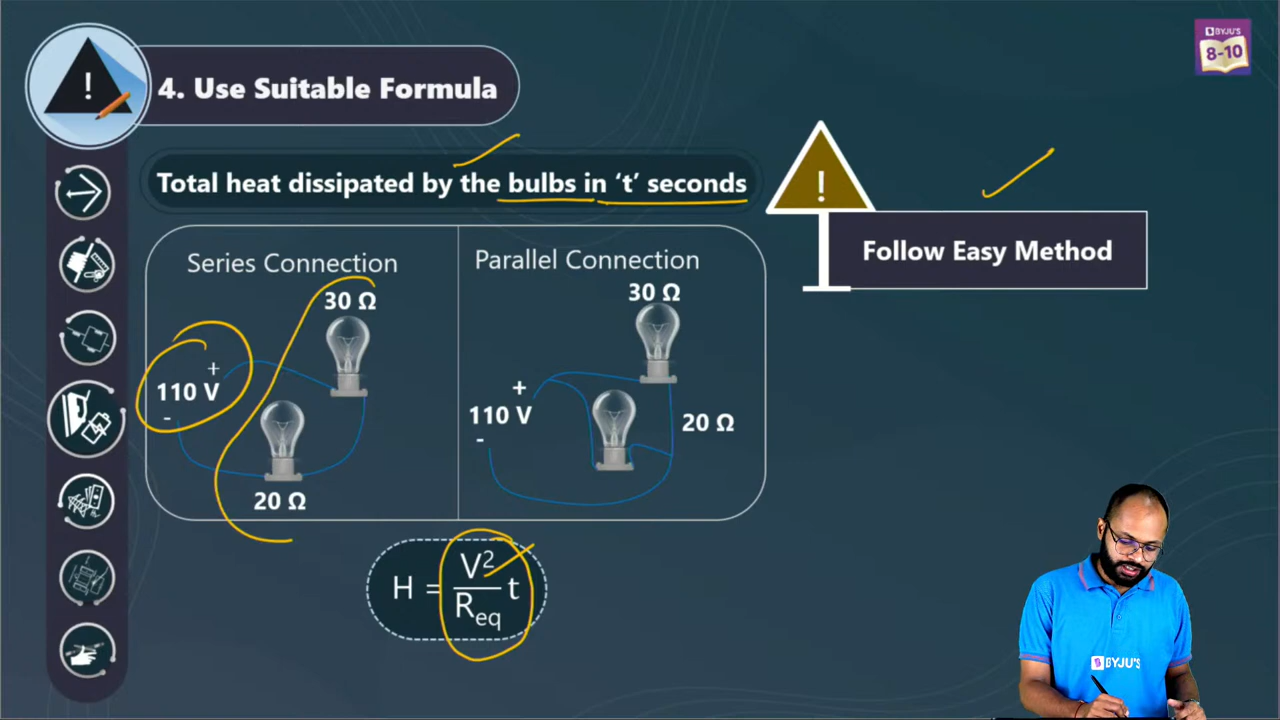 BYJU'S
8-10
4. Use Suitable Formula
Total heat dissipated by the bulbs in 't' seconds
!
Follow Easy Method
Series Connection
30 Ω
+
110 V
-
20 Ω
Parallel Connection
30 Ω
+
110 V
-
20 Ω
H = V²/R_eq t
BYJU'S